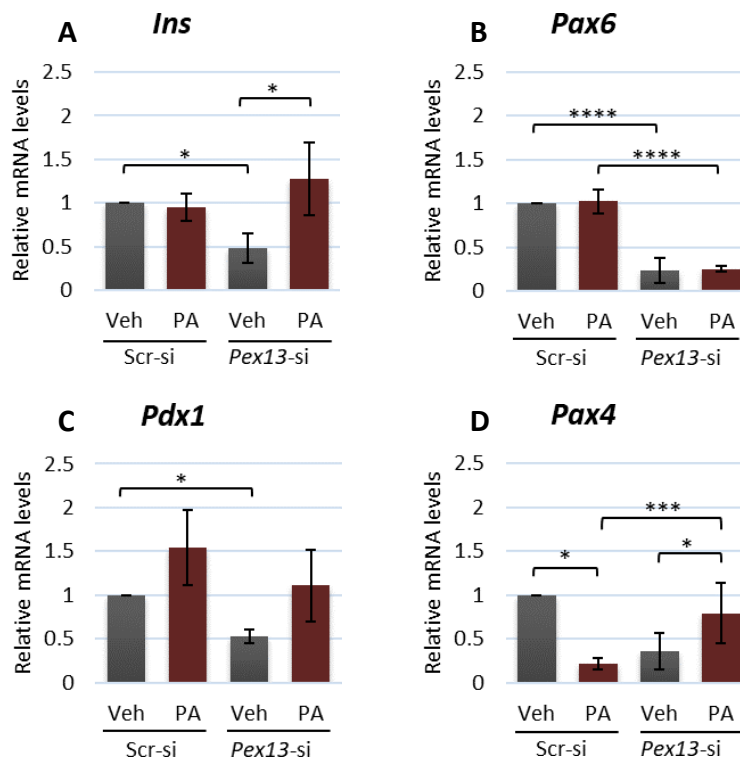 A Ins
Relative mRNA levels
2.5
2
1.5
1
0.5
0
*
*
Veh PA Veh PA
Scr-si Pex13-si
B Pax6
Relative mRNA levels
2.5
2
1.5
1
0.5
0
****
****
Veh PA Veh PA
Scr-si Pex13-si
C Pdx1
Relative mRNA levels
2.5
2
1.5
1
0.5
0
*
Veh PA Veh PA
Scr-si Pex13-si
D Pax4
Relative mRNA levels
2.5
2
1.5
1
0.5
0
***
*
*
Veh PA Veh PA
Scr-si Pex13-si